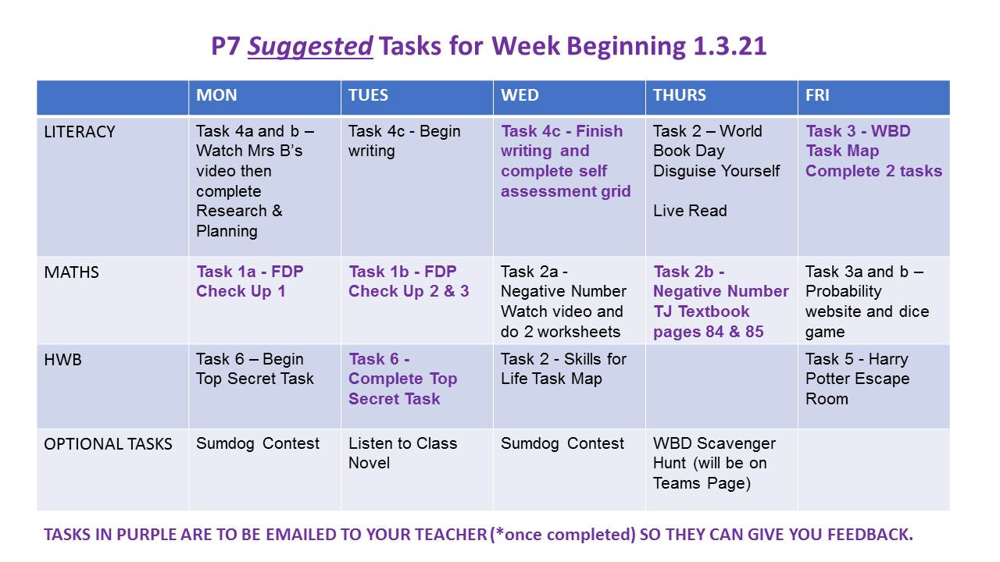 P7 Suggested Tasks for Week Beginning 1.3.21
MON
TUES
WED
THURS
FRI
LITERACY
Task 4a and b –
Watch Mrs B's
video then
complete
Research &
Planning
Task 4c - Begin
writing
Task 4c - Finish
writing and
complete self
assessment grid
Task 2 – World
Book Day
Disguise Yourself
Live Read
Task 3 - WBD
Task Map
Complete 2 tasks
MATHS
Task 1a - FDP
Check Up 1
Task 1b - FDP
Check Up 2 & 3
Task 2a -
Negative Number
Watch video and
do 2 worksheets
Task 2b -
Negative Number
TJ Textbook
pages 84 & 85
Task 3a and b –
Probability
website and dice
game
HWB
Task 6 – Begin
Top Secret Task
Task 6 -
Complete Top
Secret Task
Task 2 - Skills for
Life Task Map
Task 5 - Harry
Potter Escape
Room
OPTIONAL TASKS
Sumdog Contest
Listen to Class
Novel
Sumdog Contest
WBD Scavenger
Hunt (will be on
Teams Page)
TASKS IN PURPLE ARE TO BE EMAILED TO YOUR TEACHER (*once completed) SO THEY CAN GIVE YOU FEEDBACK.